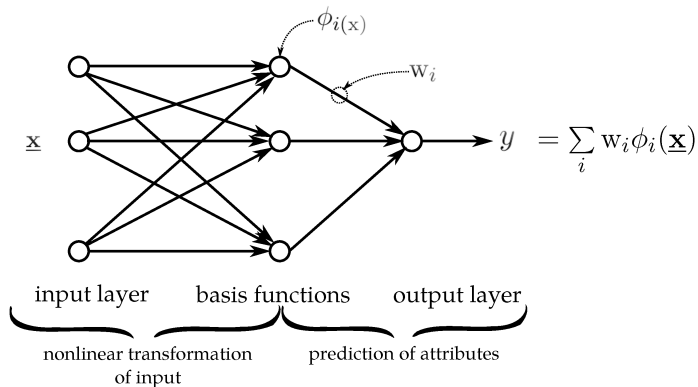 ϕᵢ₍ₓ₎
wᵢ
x
y = ∑ᵢ wᵢϕᵢ(x)
input layer basis functions output layer
nonlinear transformation of input
prediction of attributes